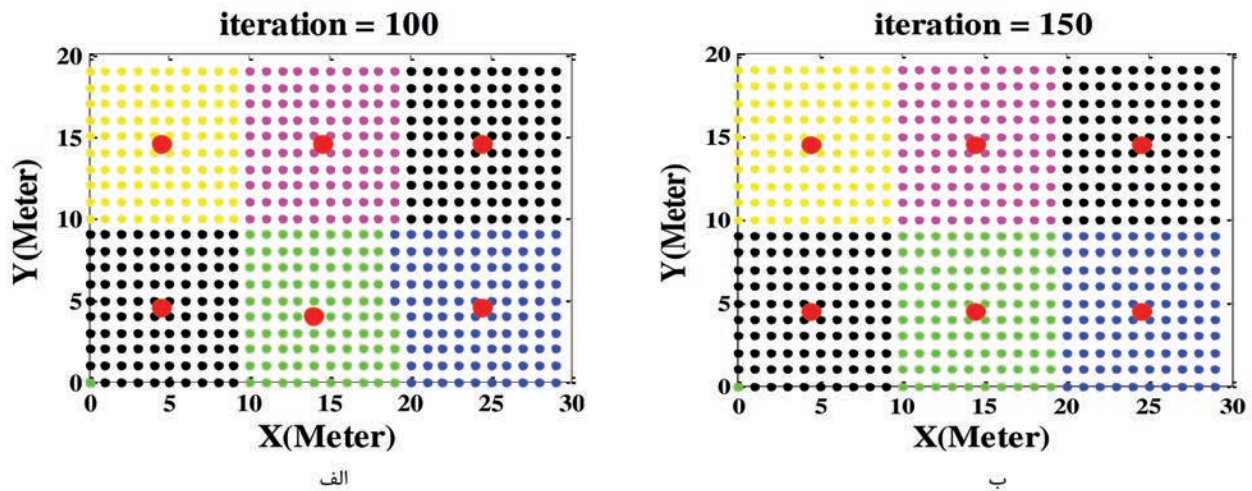 iteration = 100
20
15
10
5
0
Y(Meter)
0 5 10 15 20 25 30
X(Meter)
الف
iteration = 150
20
15
10
5
0
Y(Meter)
0 5 10 15 20 25 30
X(Meter)
ب